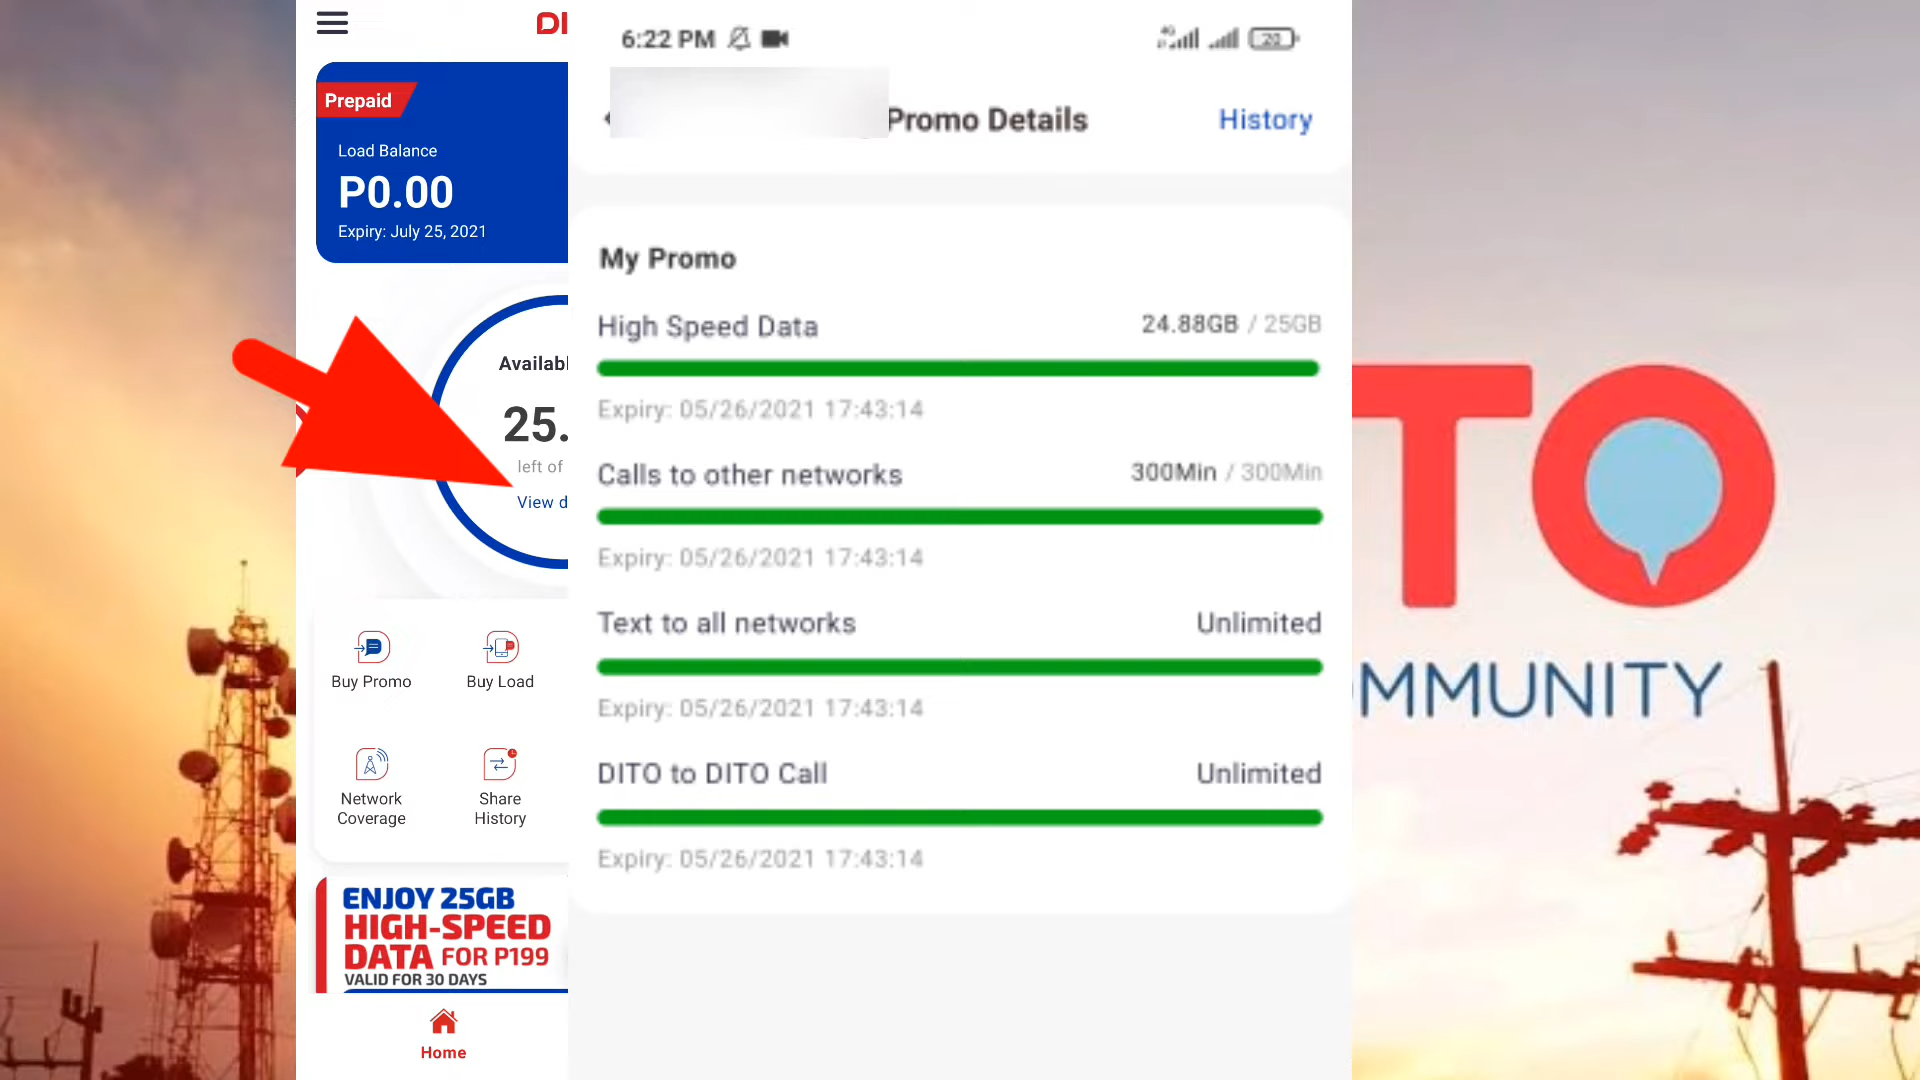 DI
Prepaid
Load Balance
P0.00
Expiry: July 25, 2021
Availabl
25.
left of
View d
Buy Promo
Buy Load
Network
Coverage
Share
History
ENJOY 25GB
HIGH-SPEED
DATA FOR P199
VALID FOR 30 DAYS
Home
6:22 PM
4G
20
Promo Details
History
My Promo
High Speed Data
24.88GB / 25GB
Expiry: 05/26/2021 17:43:14
Calls to other networks
300Min / 300Min
Expiry: 05/26/2021 17:43:14
Text to all networks
Unlimited
Expiry: 05/26/2021 17:43:14
DITO to DITO Call
Unlimited
Expiry: 05/26/2021 17:43:14
TO
OMMUNITY